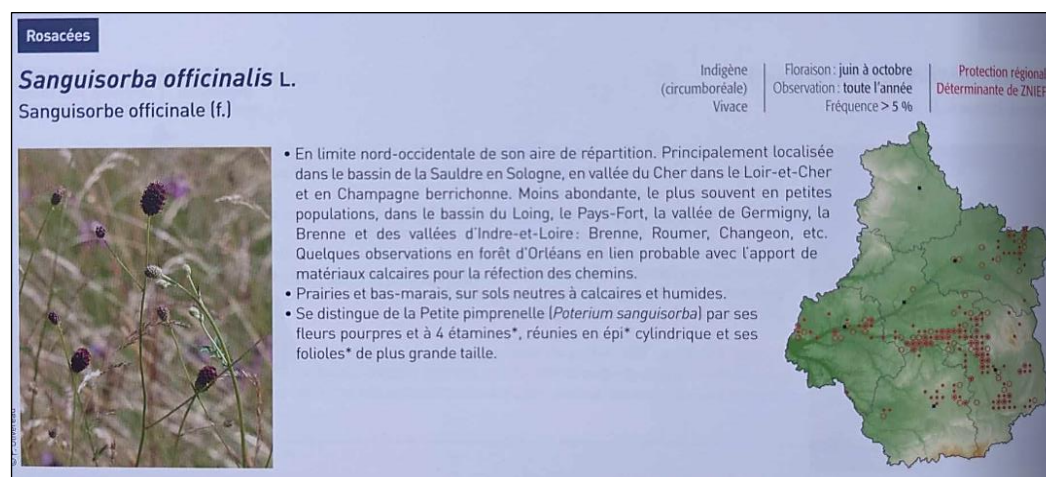 Rosacées
Sanguisorba officinalis L.
Sanguisorbe officinale (f.)
Indigène
(circumboréale)
Vivace
Floraison : juin à octobre
Observation : toute l'année
Fréquence > 5 %
Protection régional
Déterminante de ZNIEF
• En limite nord-occidentale de son aire de répartition. Principalement localisée
dans le bassin de la Sauldre en Sologne, en vallée du Cher dans le Loir-et-Cher
et en Champagne berrichonne. Moins abondante, le plus souvent en petites
populations, dans le bassin du Loing, le Pays-Fort, la vallée de Germigny, la
Brenne et des vallées d'Indre-et-Loire : Brenne, Roumer, Changeon, etc.
Quelques observations en forêt d'Orléans en lien probable avec l'apport de
matériaux calcaires pour la réfection des chemins.
• Prairies et bas-marais, sur sols neutres à calcaires et humides.
• Se distingue de la Petite pimprenelle (Poterium sanguisorba) par ses
fleurs pourpres et à 4 étamines*, réunies en épi* cylindrique et ses
folioles* de plus grande taille.